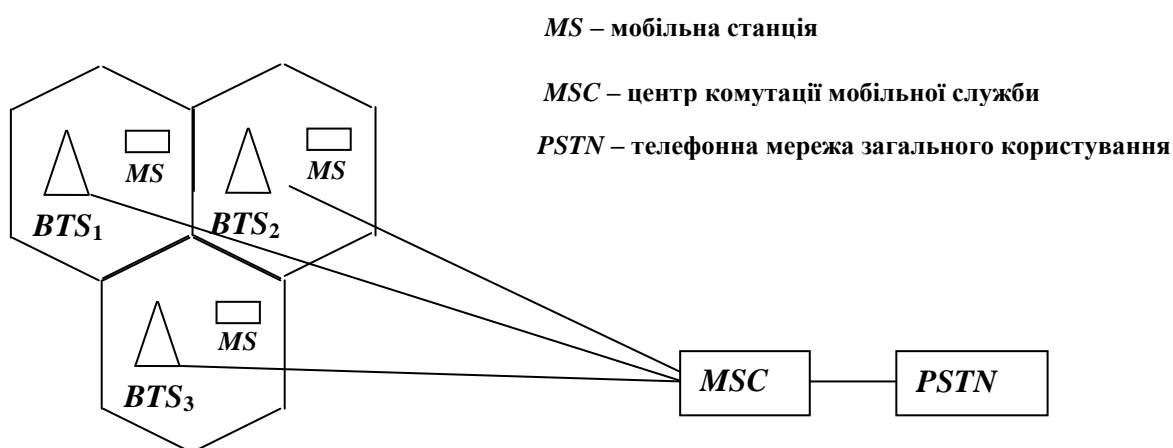 MS – мобільна станція
MSC – центр комутації мобільної служби
PSTN – телефонна мережа загального користування
MS
MS
BTS₁
BTS₂
MS
BTS₃
MSC
PSTN